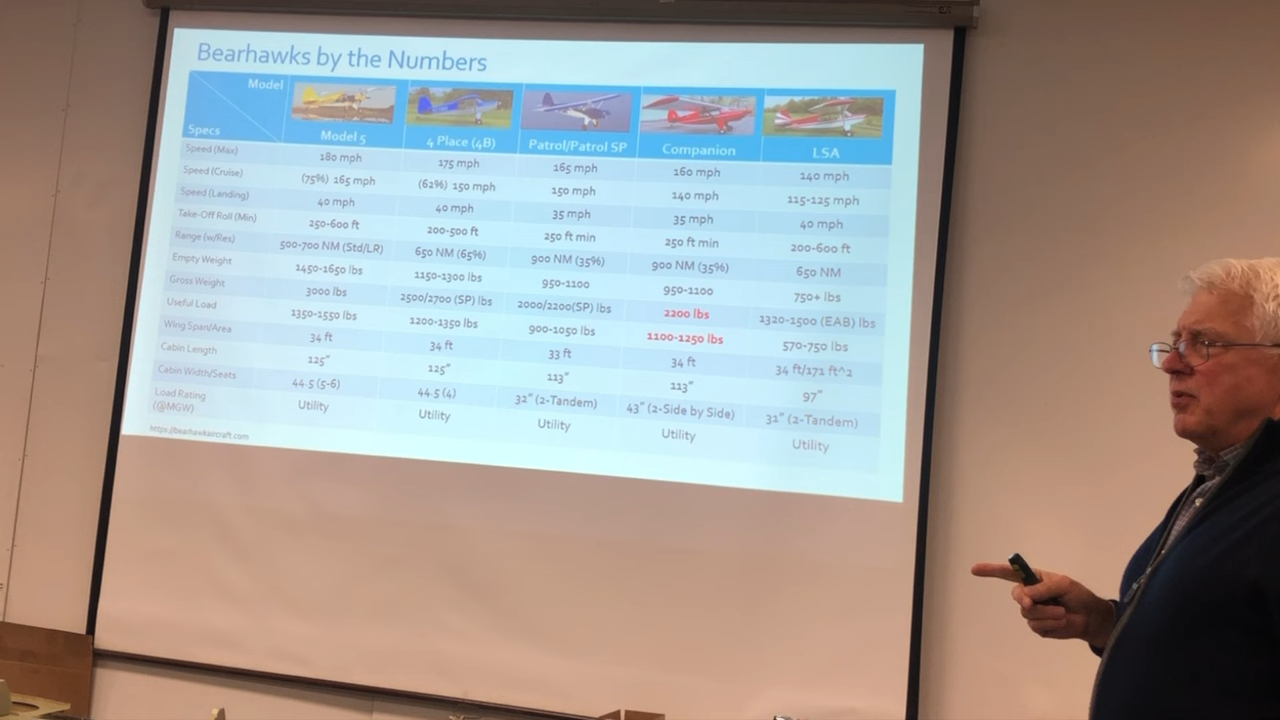 Bearhawks by the Numbers
Model
Specs
Model 5 4 Place (4B) Patrol/Patrol SP Companion LSA
Speed (Max) 180 mph 175 mph 165 mph 160 mph 140 mph
Speed (Cruise) (75%) 165 mph (62%) 150 mph 150 mph 140 mph 115-125 mph
Speed (Landing) 40 mph 40 mph 35 mph 35 mph 40 mph
Take-Off Roll (Min) 250-600 ft 200-500 ft 250 ft min 250 ft min 200-600 ft
Range (w/Res) 500-700 NM (Std/LR) 650 NM (65%) 900 NM (35%) 900 NM (35%) 650 NM
Empty Weight 1450-1650 lbs 1150-1300 lbs 950-1100 950-1100 750+ lbs
Gross Weight 3000 lbs 2500/2700 (SP) lbs 2000/2200(SP) lbs 2200 lbs 1320-1500 (EAB) lbs
Useful Load 1350-1550 lbs 1200-1350 lbs 900-1050 lbs 1100-1250 lbs 570-750 lbs
Wing Span/Area 34 ft 34 ft 33 ft 34 ft 34 ft/171 ft^2
Cabin Length 125" 125" 113" 113" 97"
Cabin Width/Seats 44.5 (5-6) 44.5 (4) 32" (2-Tandem) 43" (2-Side by Side) 31" (2-Tandem)
Load Rating (@MGW) Utility Utility Utility Utility Utility
https://bearhawkaircraft.com